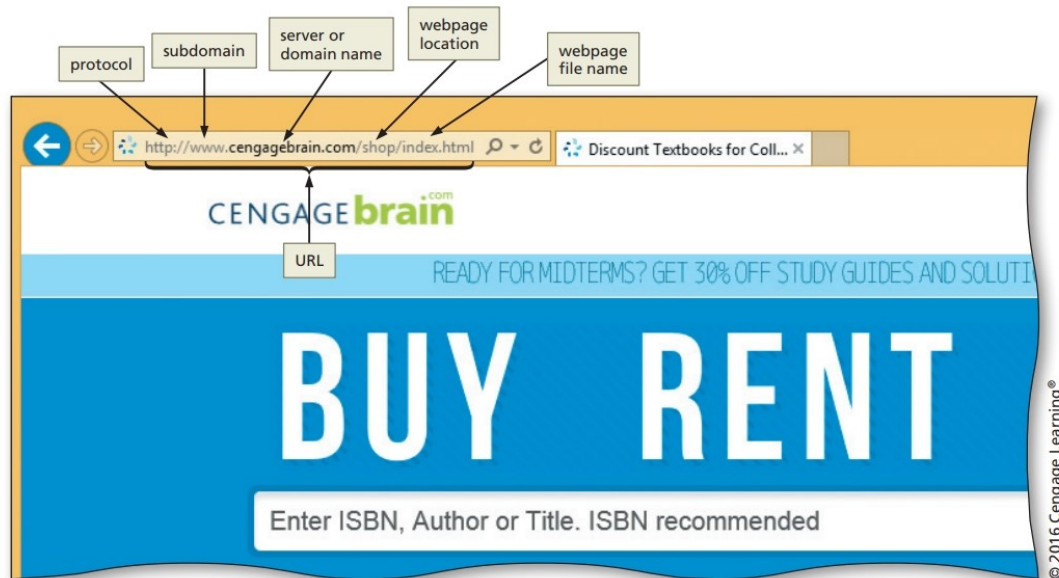 webpage
location
server or
domain name
subdomain
webpage
file name
protocol
http://www.cengagebrain.com/shop/index.html
Discount Textbooks for Coll...
CENGAGEbrain.com
URL
READY FOR MIDTERMS? GET 30% OFF STUDY GUIDES AND SOLUTI
BUY RENT
Enter ISBN, Author or Title. ISBN recommended
© 2016 Cengage Learning®